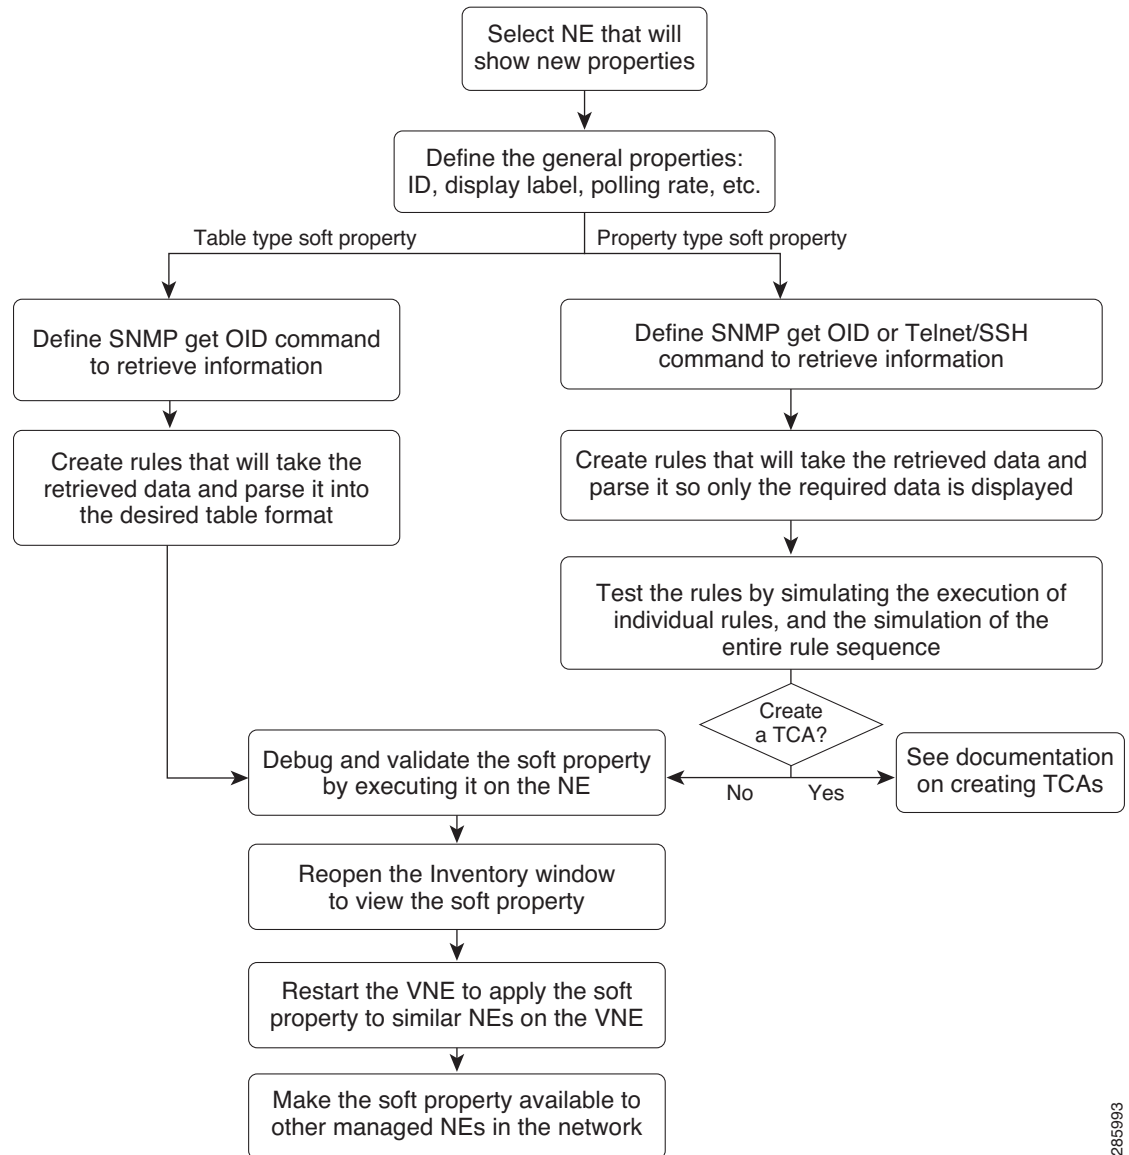 Select NE that will
show new properties
Define the general properties:
ID, display label, polling rate, etc.
Table type soft property
Property type soft property
Define SNMP get OID command
to retrieve information
Define SNMP get OID or Telnet/SSH
command to retrieve information
Create rules that will take the
retrieved data and parse it into
the desired table format
Create rules that will take the retrieved data and
parse it so only the required data is displayed
Test the rules by simulating the execution of
individual rules, and the simulation of the
entire rule sequence
Create
a TCA?
No
Yes
See documentation
on creating TCAs
Debug and validate the soft property
by executing it on the NE
Reopen the Inventory window
to view the soft property
Restart the VNE to apply the soft
property to similar NEs on the VNE
Make the soft property available to
other managed NEs in the network
285993